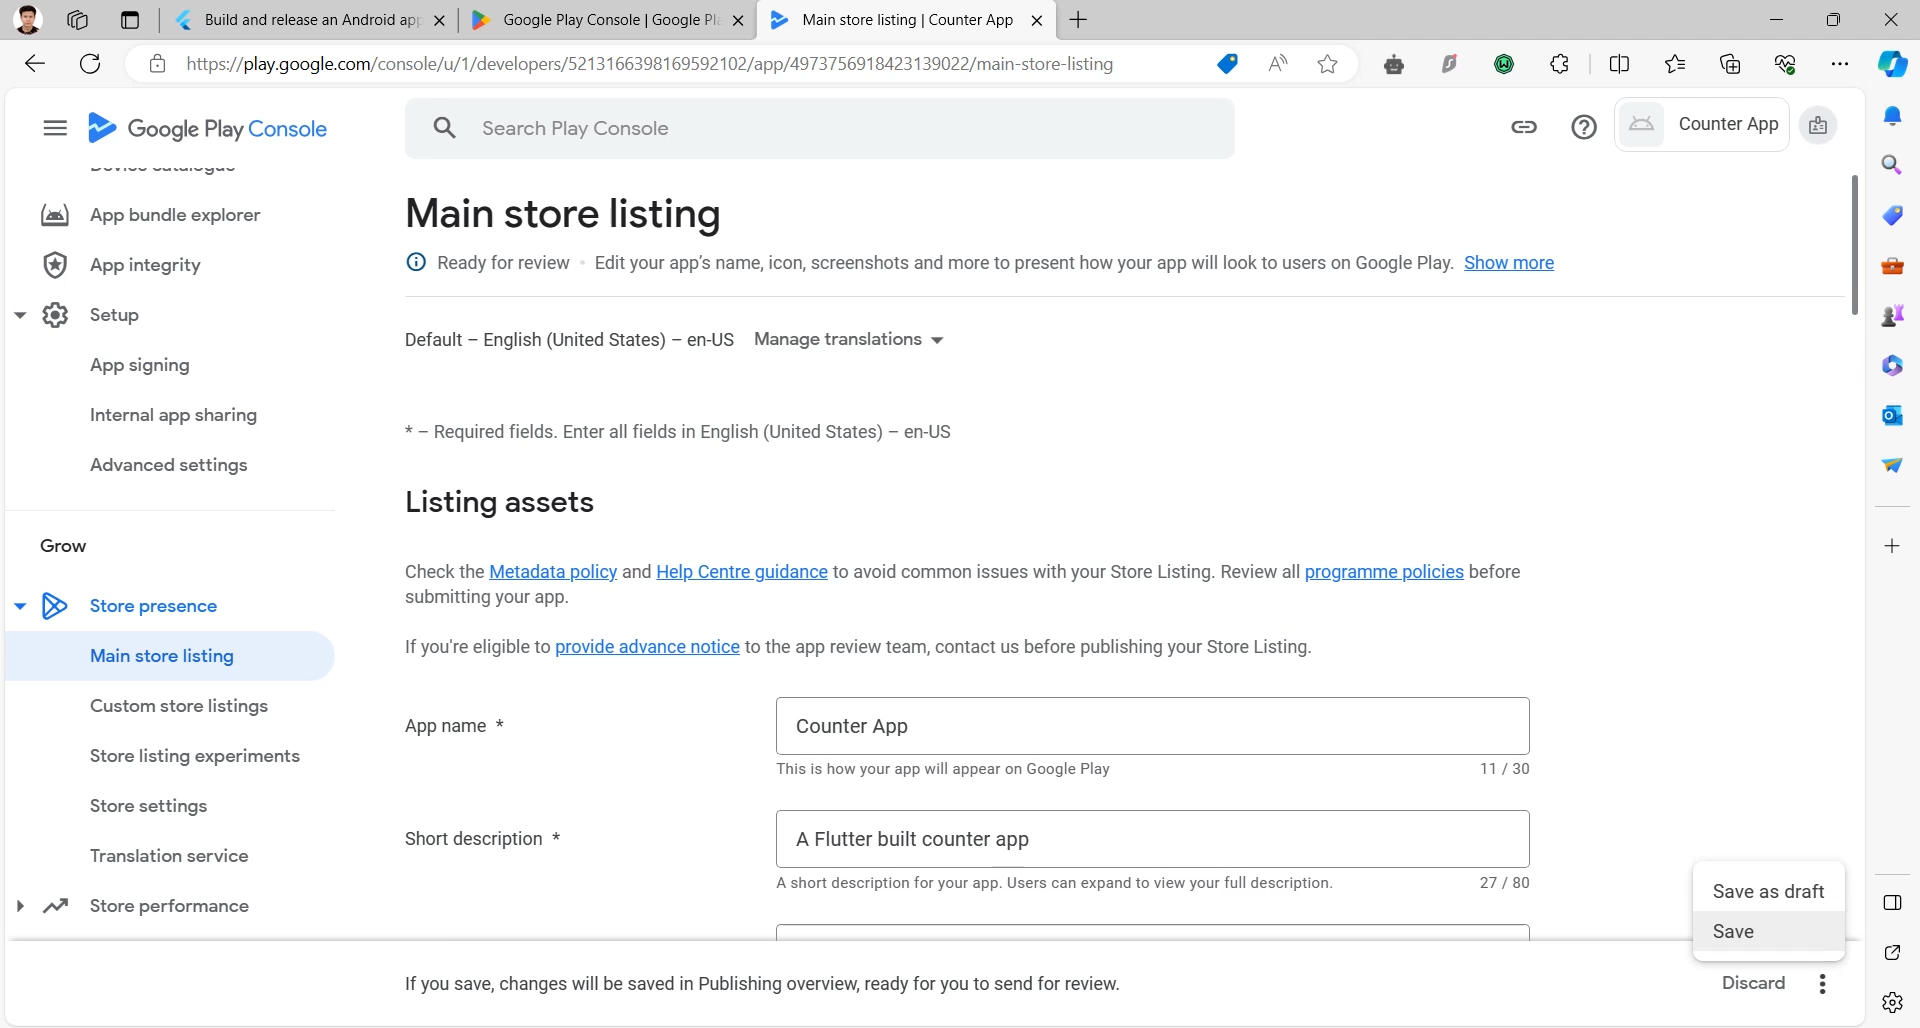 Build and release an Android app
Google Play Console | Google Pla
Main store listing | Counter App
https://play.google.com/console/u/1/developers/5213166398169592102/app/4973756918423139022/main-store-listing
Google Play Console
Search Play Console
Counter App
Device catalogue
App bundle explorer
App integrity
Setup
App signing
Internal app sharing
Advanced settings
Grow
Store presence
Main store listing
Custom store listings
Store listing experiments
Store settings
Translation service
Store performance
Main store listing
Ready for review • Edit your app's name, icon, screenshots and more to present how your app will look to users on Google Play. Show more
Default – English (United States) – en-US Manage translations
* – Required fields. Enter all fields in English (United States) – en-US
Listing assets
Check the Metadata policy and Help Centre guidance to avoid common issues with your Store Listing. Review all programme policies before
submitting your app.
If you're eligible to provide advance notice to the app review team, contact us before publishing your Store Listing.
App name *
Counter App
This is how your app will appear on Google Play 11 / 30
Short description *
A Flutter built counter app
A short description for your app. Users can expand to view your full description. 27 / 80
Save as draft
Save
If you save, changes will be saved in Publishing overview, ready for you to send for review.
Discard